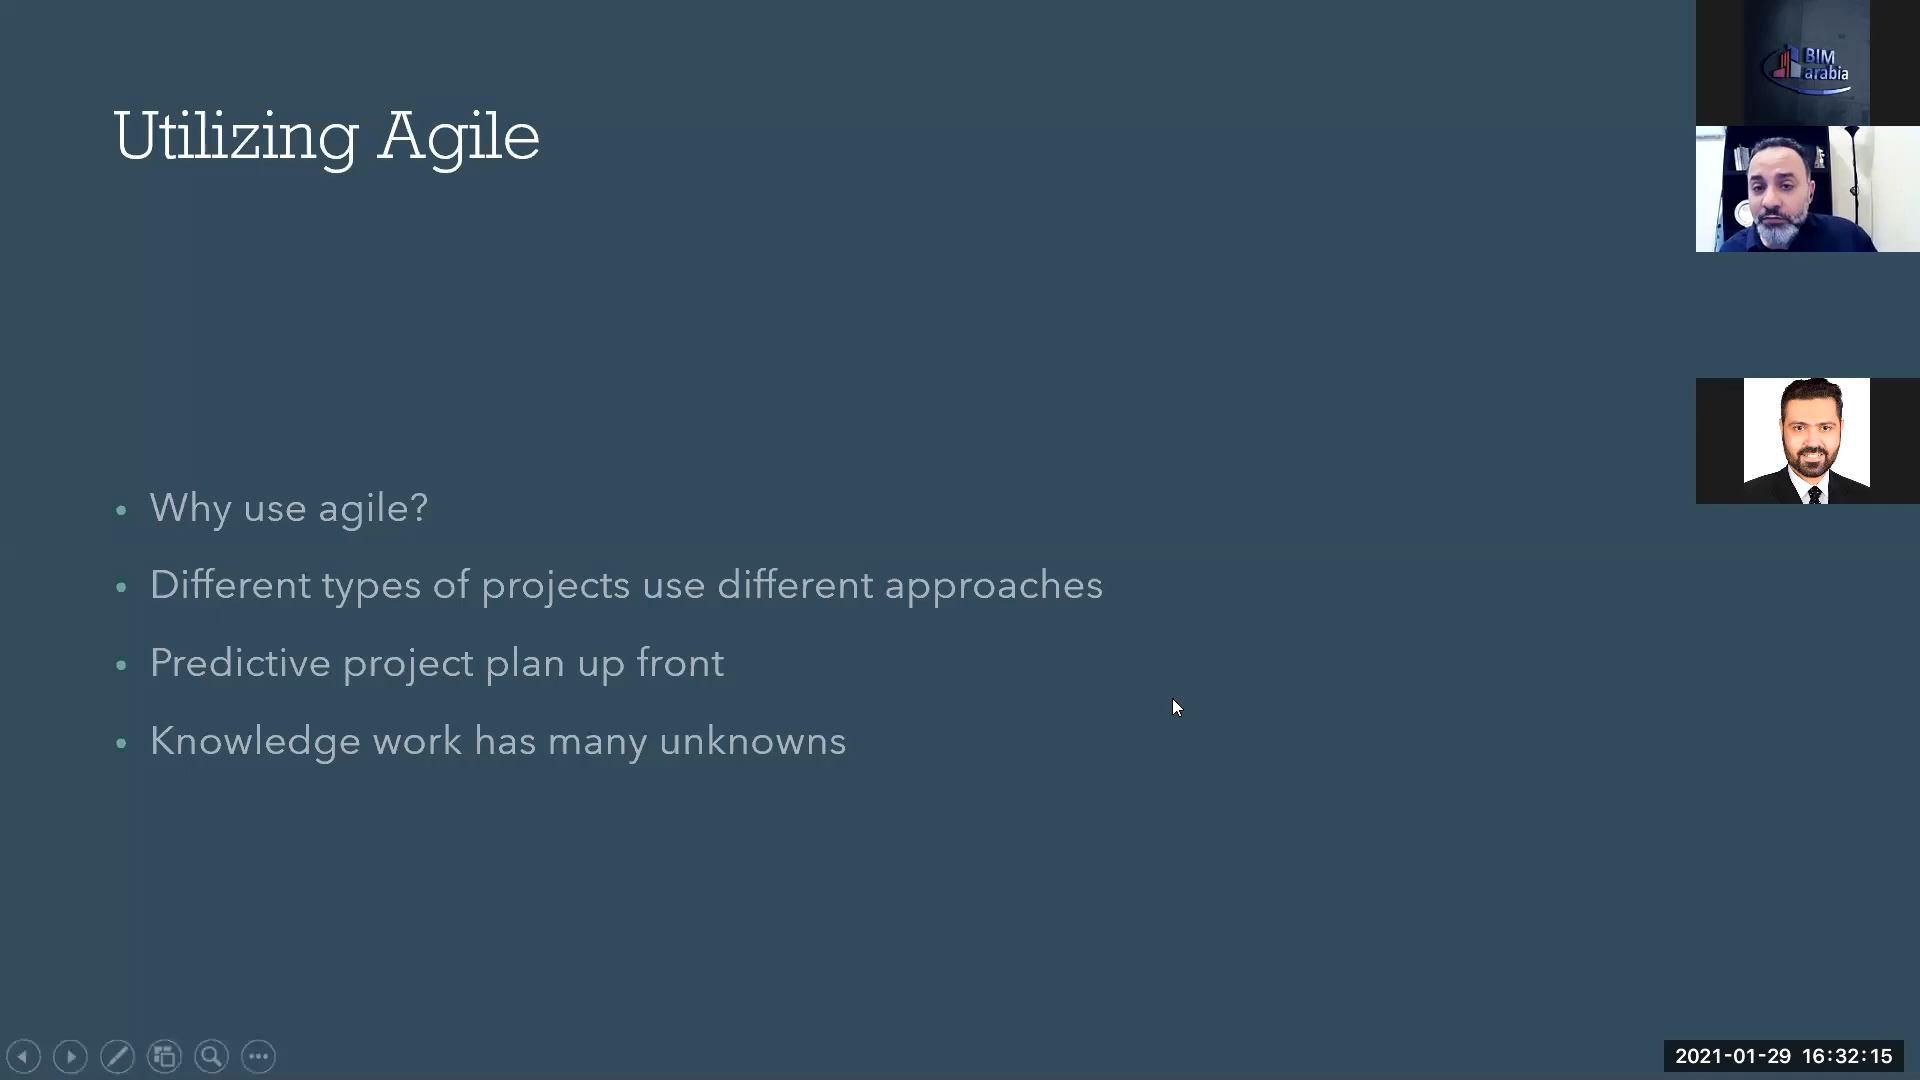 Utilizing Agile
BIM
arabia
• Why use agile?
• Different types of projects use different approaches
• Predictive project plan up front
• Knowledge work has many unknowns
2021-01-29 16:32:15